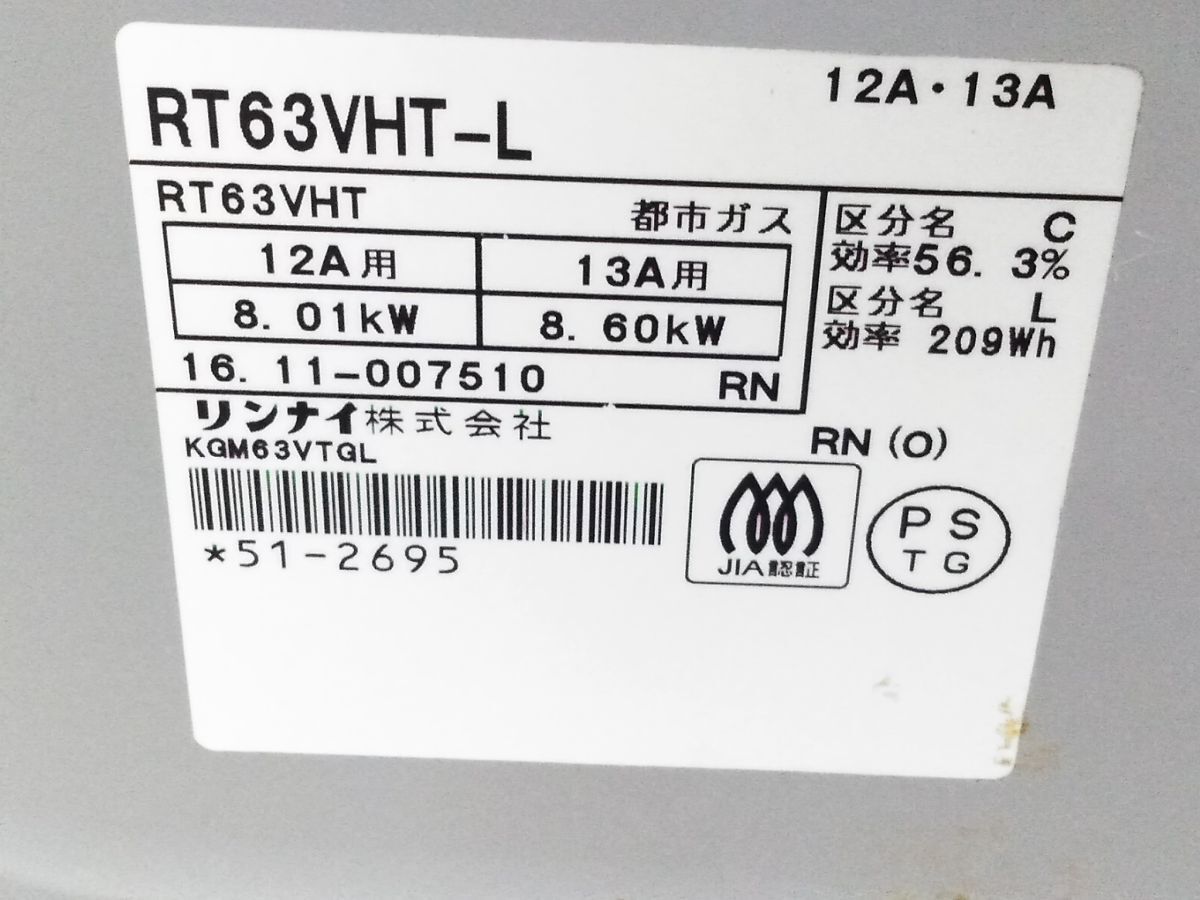 12A・13A
RT63VHT-L
RT63VHT 都市ガス
12A用 13A用
8. 01kW 8. 60kW
16. 11-007510 RN
区分名 C
効率56. 3%
区分名 L
効率 209Wh
リンナイ株式会社
KGM63VTGL
*51-2695
RN (O)
JIA認証
PS
TG